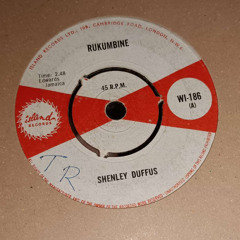 ISLAND RECORDS LTD., 108, CAMBRIDGE ROAD, LONDON, N.W.6
RUKUMBINE
Time: 2.48
Edwards
Jamaica
45 R.P.M.
WI-186
(A)
island
RECORDS
TR
SHENLEY DUFFUS